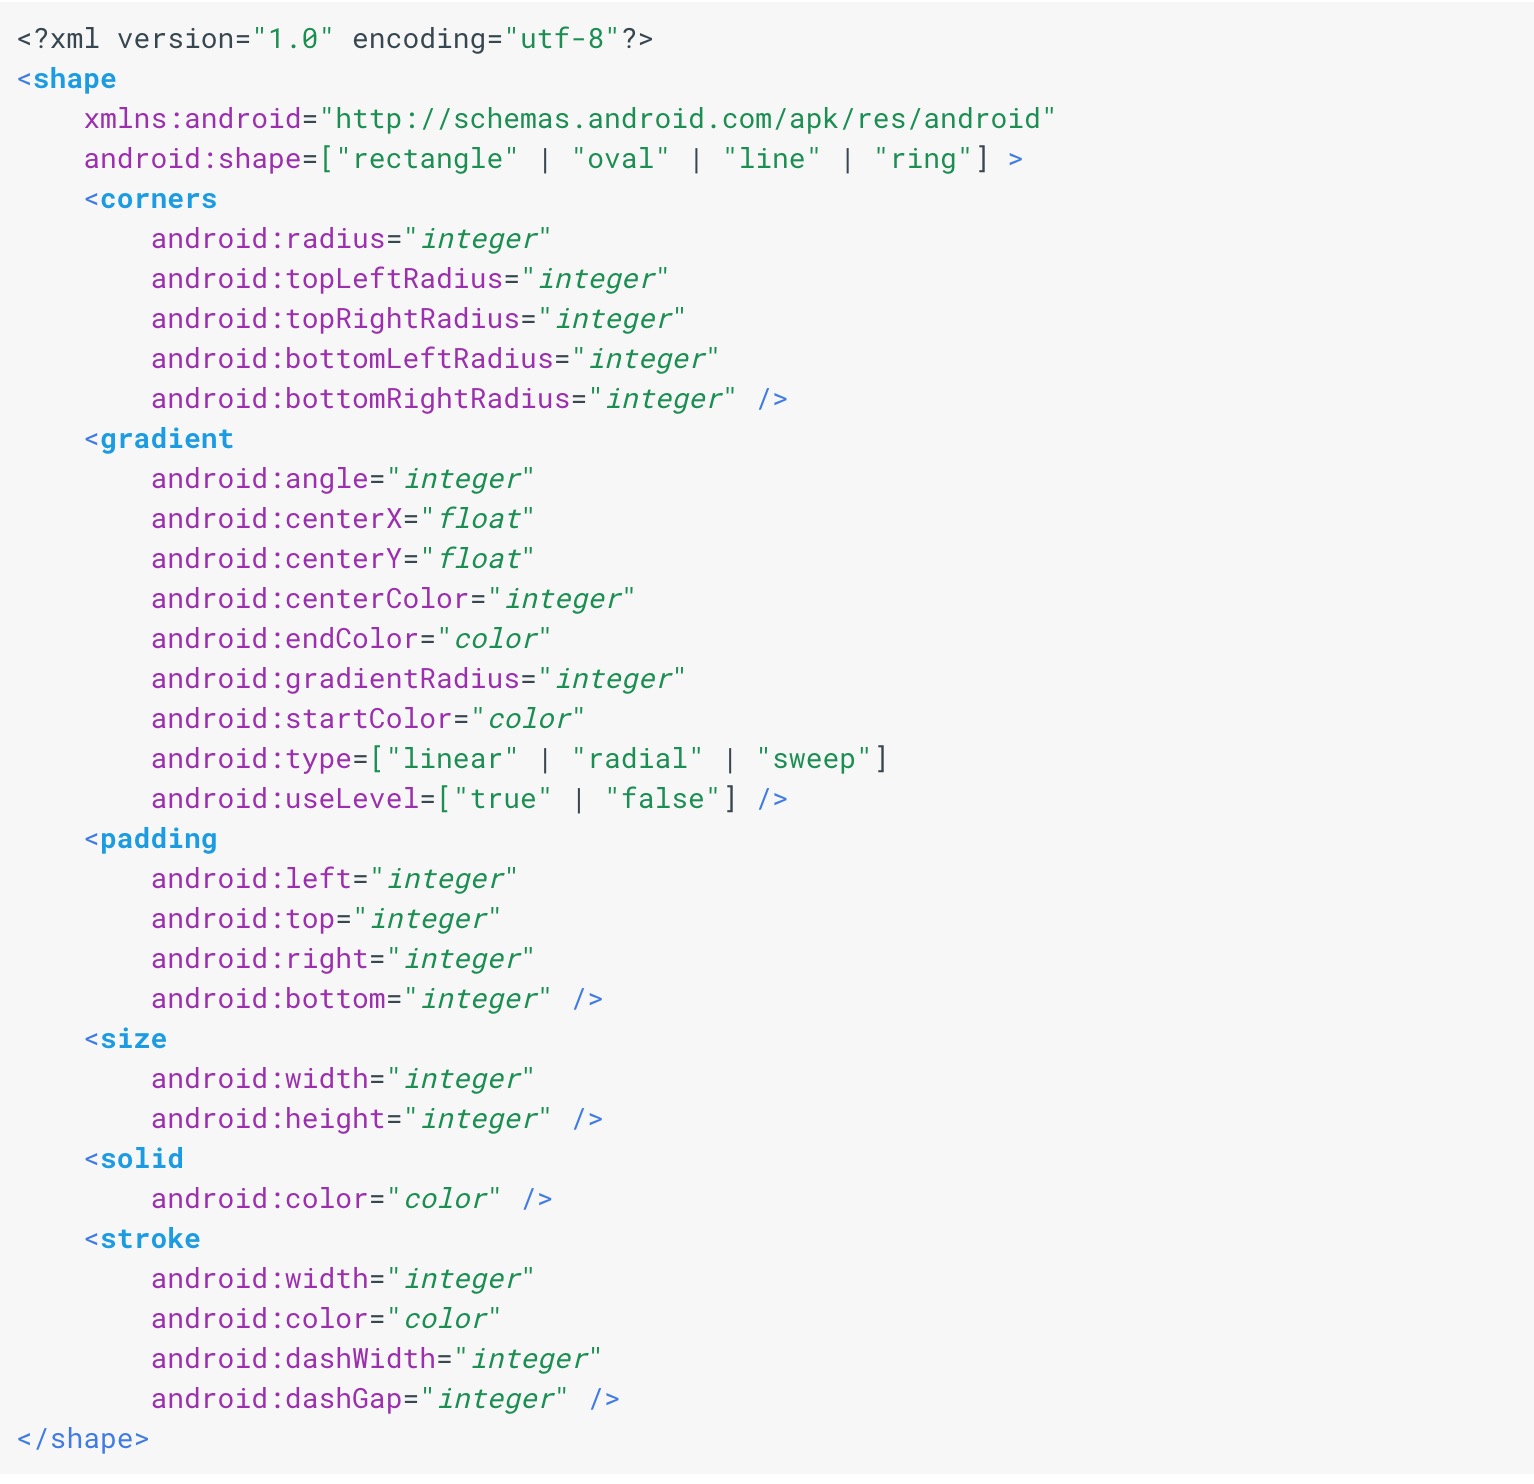 <?xml version="1.0" encoding="utf-8"?>
<shape
    xmlns:android="http://schemas.android.com/apk/res/android"
    android:shape=["rectangle" | "oval" | "line" | "ring"] >
    <corners
        android:radius="integer"
        android:topLeftRadius="integer"
        android:topRightRadius="integer"
        android:bottomLeftRadius="integer"
        android:bottomRightRadius="integer" />
    <gradient
        android:angle="integer"
        android:centerX="float"
        android:centerY="float"
        android:centerColor="integer"
        android:endColor="color"
        android:gradientRadius="integer"
        android:startColor="color"
        android:type=["linear" | "radial" | "sweep"]
        android:useLevel=["true" | "false"] />
    <padding
        android:left="integer"
        android:top="integer"
        android:right="integer"
        android:bottom="integer" />
    <size
        android:width="integer"
        android:height="integer" />
    <solid
        android:color="color" />
    <stroke
        android:width="integer"
        android:color="color"
        android:dashWidth="integer"
        android:dashGap="integer" />
</shape>